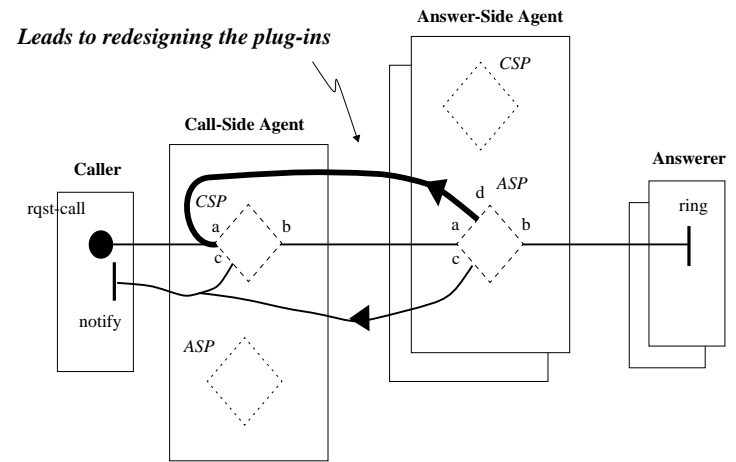 Answer-Side Agent
Leads to redesigning the plug-ins
CSP
Call-Side Agent
Caller
Answerer
ASP
d
rqst-call
CSP
ring
a
b
a
b
c
c
notify
ASP